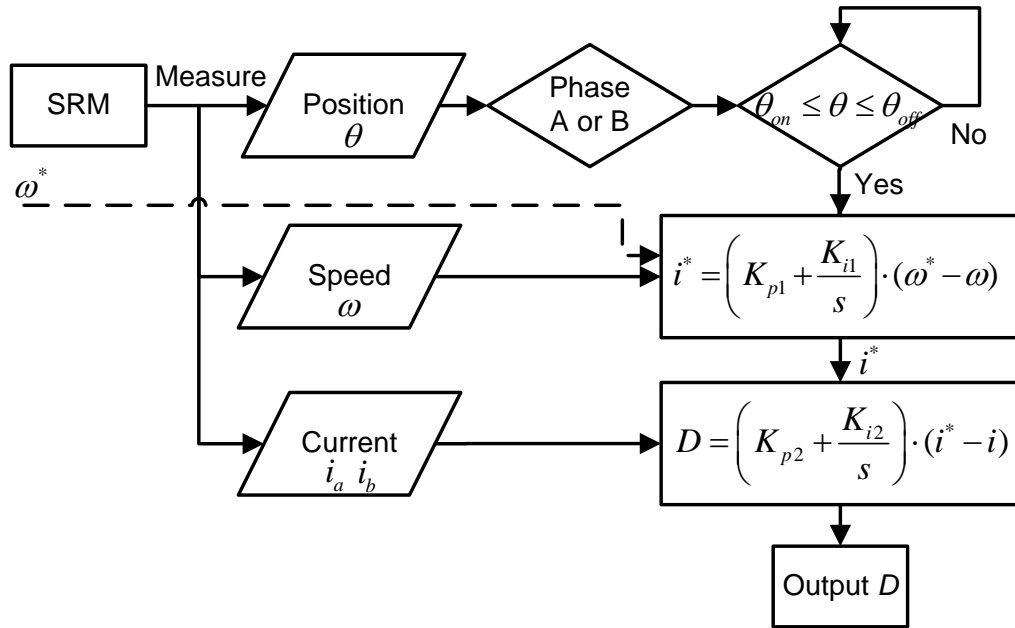 SRM
Measure
Position
θ
Phase
A or B
θ_on ≤ θ ≤ θ_off
No
Yes
ω*
Speed
ω
i* = (K_p1 + K_i1/s)·(ω* − ω)
i*
Current
i_a i_b
D = (K_p2 + K_i2/s)·(i* − i)
Output D